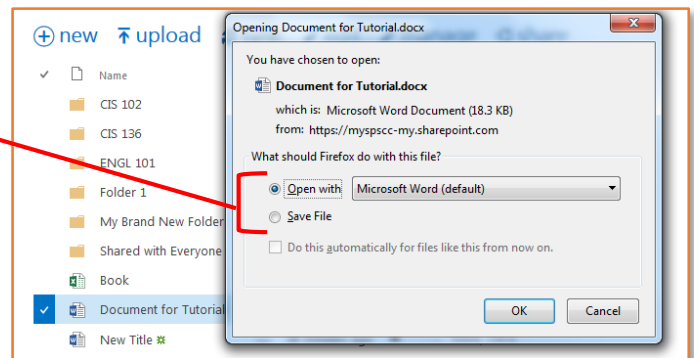 new upload
Name
CIS 102
CIS 136
ENGL 101
Folder 1
My Brand New Folder
Shared with Everyone
Book
Document for Tutorial
New Title
Opening Document for Tutorial.docx
You have chosen to open:
Document for Tutorial.docx
which is: Microsoft Word Document (18.3 KB)
from: https://myspscc-my.sharepoint.com
What should Firefox do with this file?
Open with Microsoft Word (default)
Save File
Do this automatically for files like this from now on.
OK Cancel